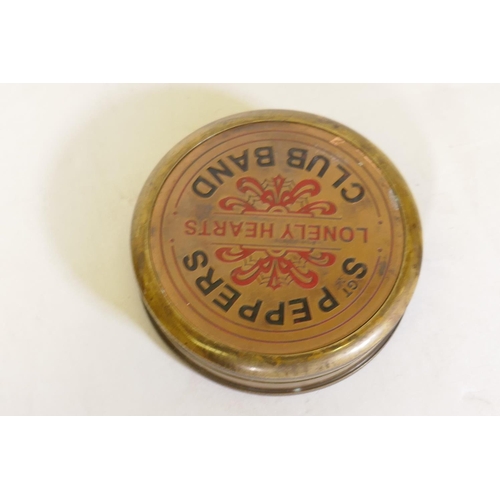 SGT PEPPERS
LONELY HEARTS
CLUB BAND